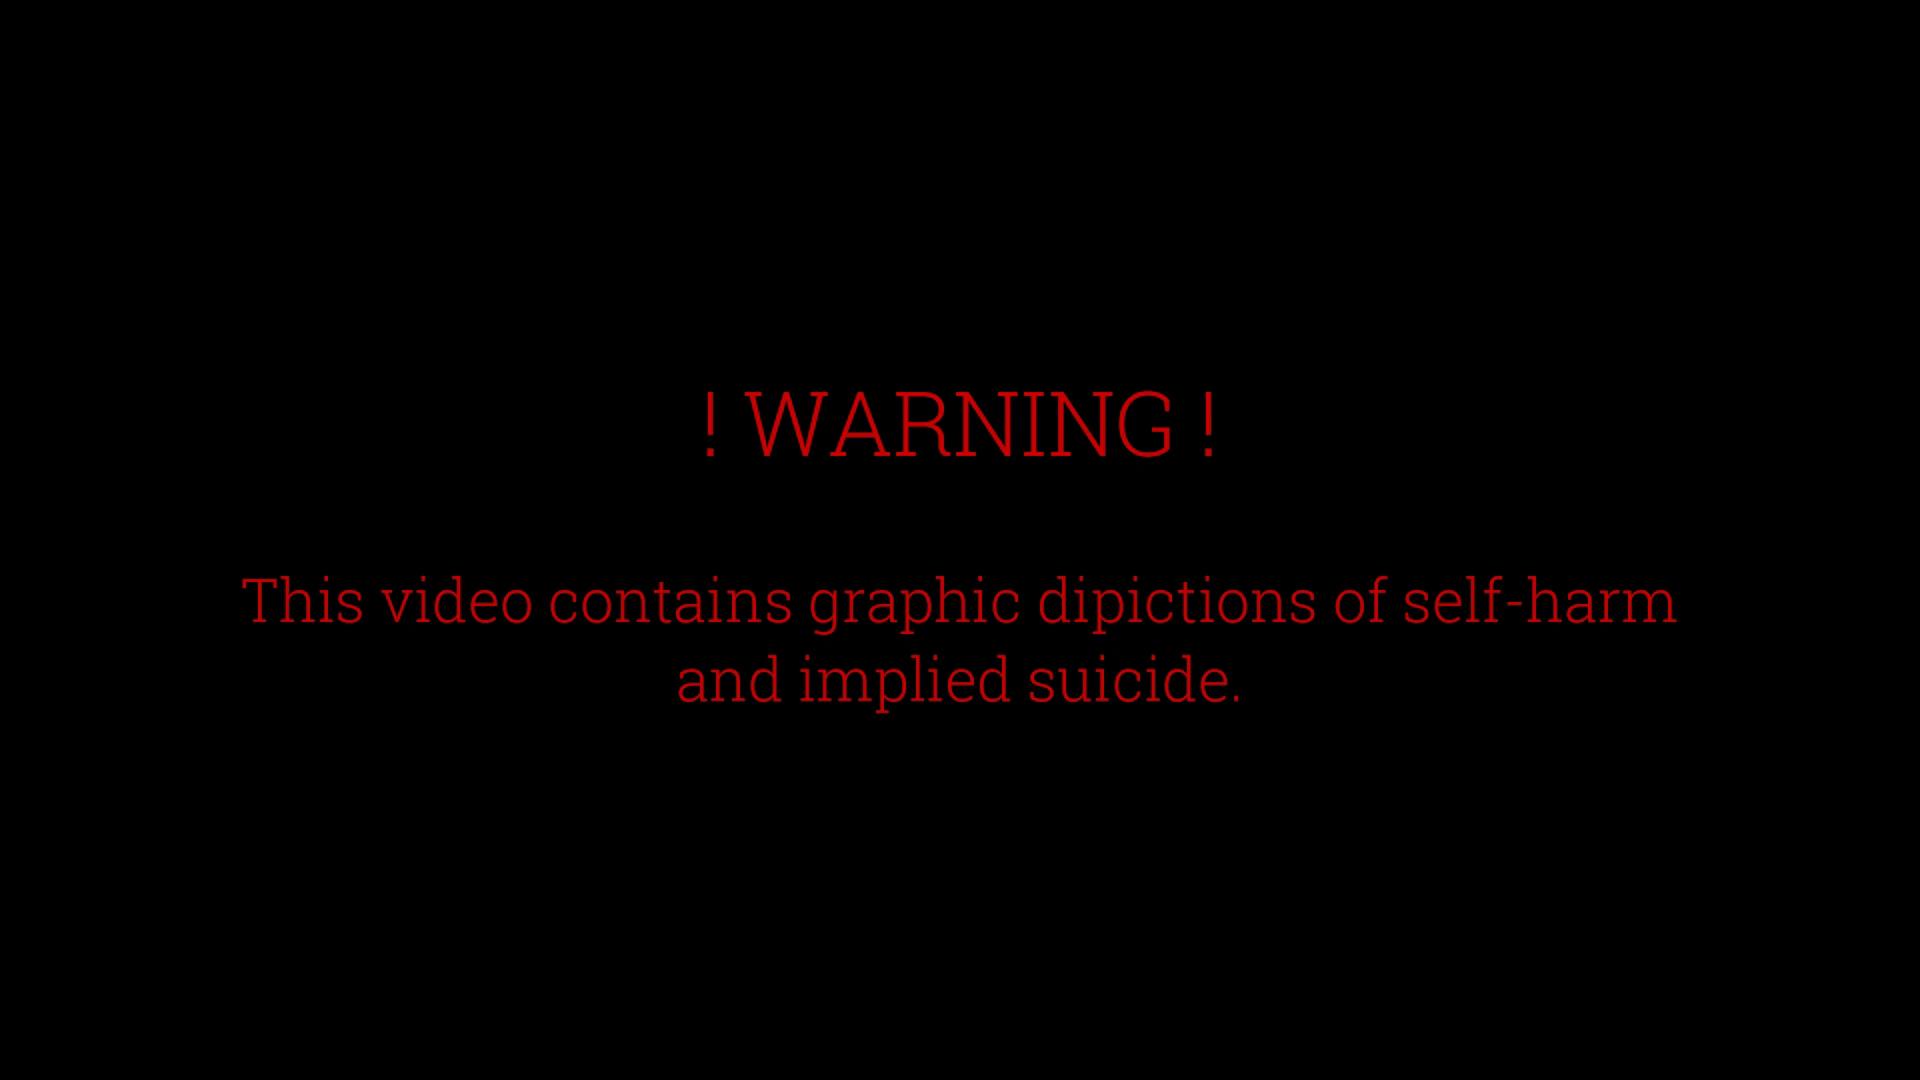 ! WARNING !
This video contains graphic dipictions of self-harm
and implied suicide.